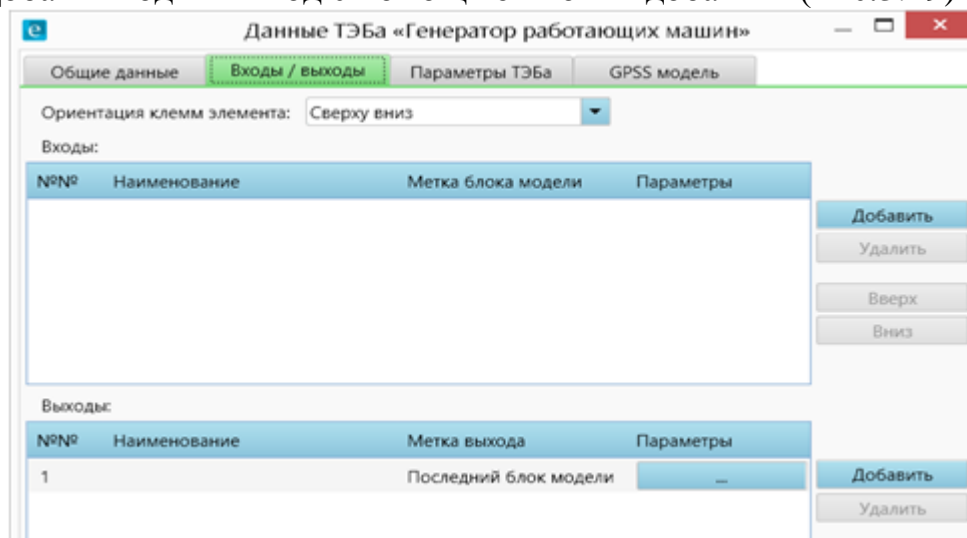 Данные ТЭБа «Генератор работающих машин»
Общие данные
Входы / выходы
Параметры ТЭБа
GPSS модель
Ориентация клемм элемента: Сверху вниз
Входы:
№№ Наименование Метка блока модели Параметры
Добавить
Удалить
Вверх
Вниз
Выходы:
№№ Наименование Метка выхода Параметры
1 Последний блок модели ...
Добавить
Удалить